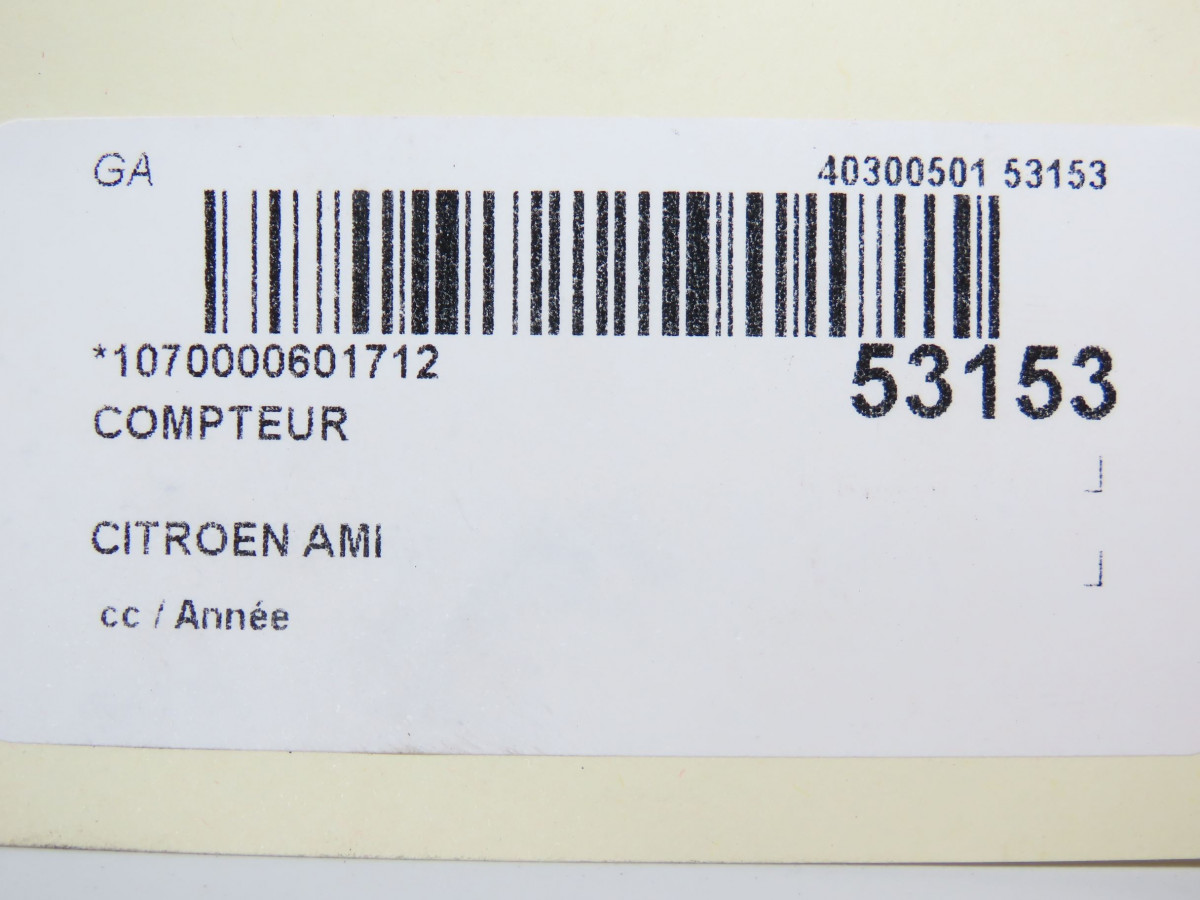 GA
40300501 53153
*1070000601712
53153
COMPTEUR
CITROEN AMI
cc / Année